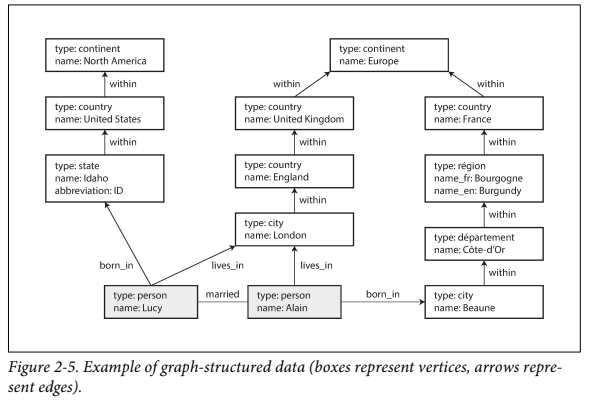 type: continent
name: North America
type: continent
name: Europe
within
within
within
type: country
name: United States
type: country
name: United Kingdom
type: country
name: France
within
within
within
type: state
name: Idaho
abbreviation: ID
type: country
name: England
type: région
name_fr: Bourgogne
name_en: Burgundy
within
within
type: city
name: London
type: département
name: Côte-d’Or
born_in
lives_in
lives_in
within
type: person
name: Lucy
married
type: person
name: Alain
born_in
type: city
name: Beaune
Figure 2-5. Example of graph-structured data (boxes represent vertices, arrows repre-
sent edges).